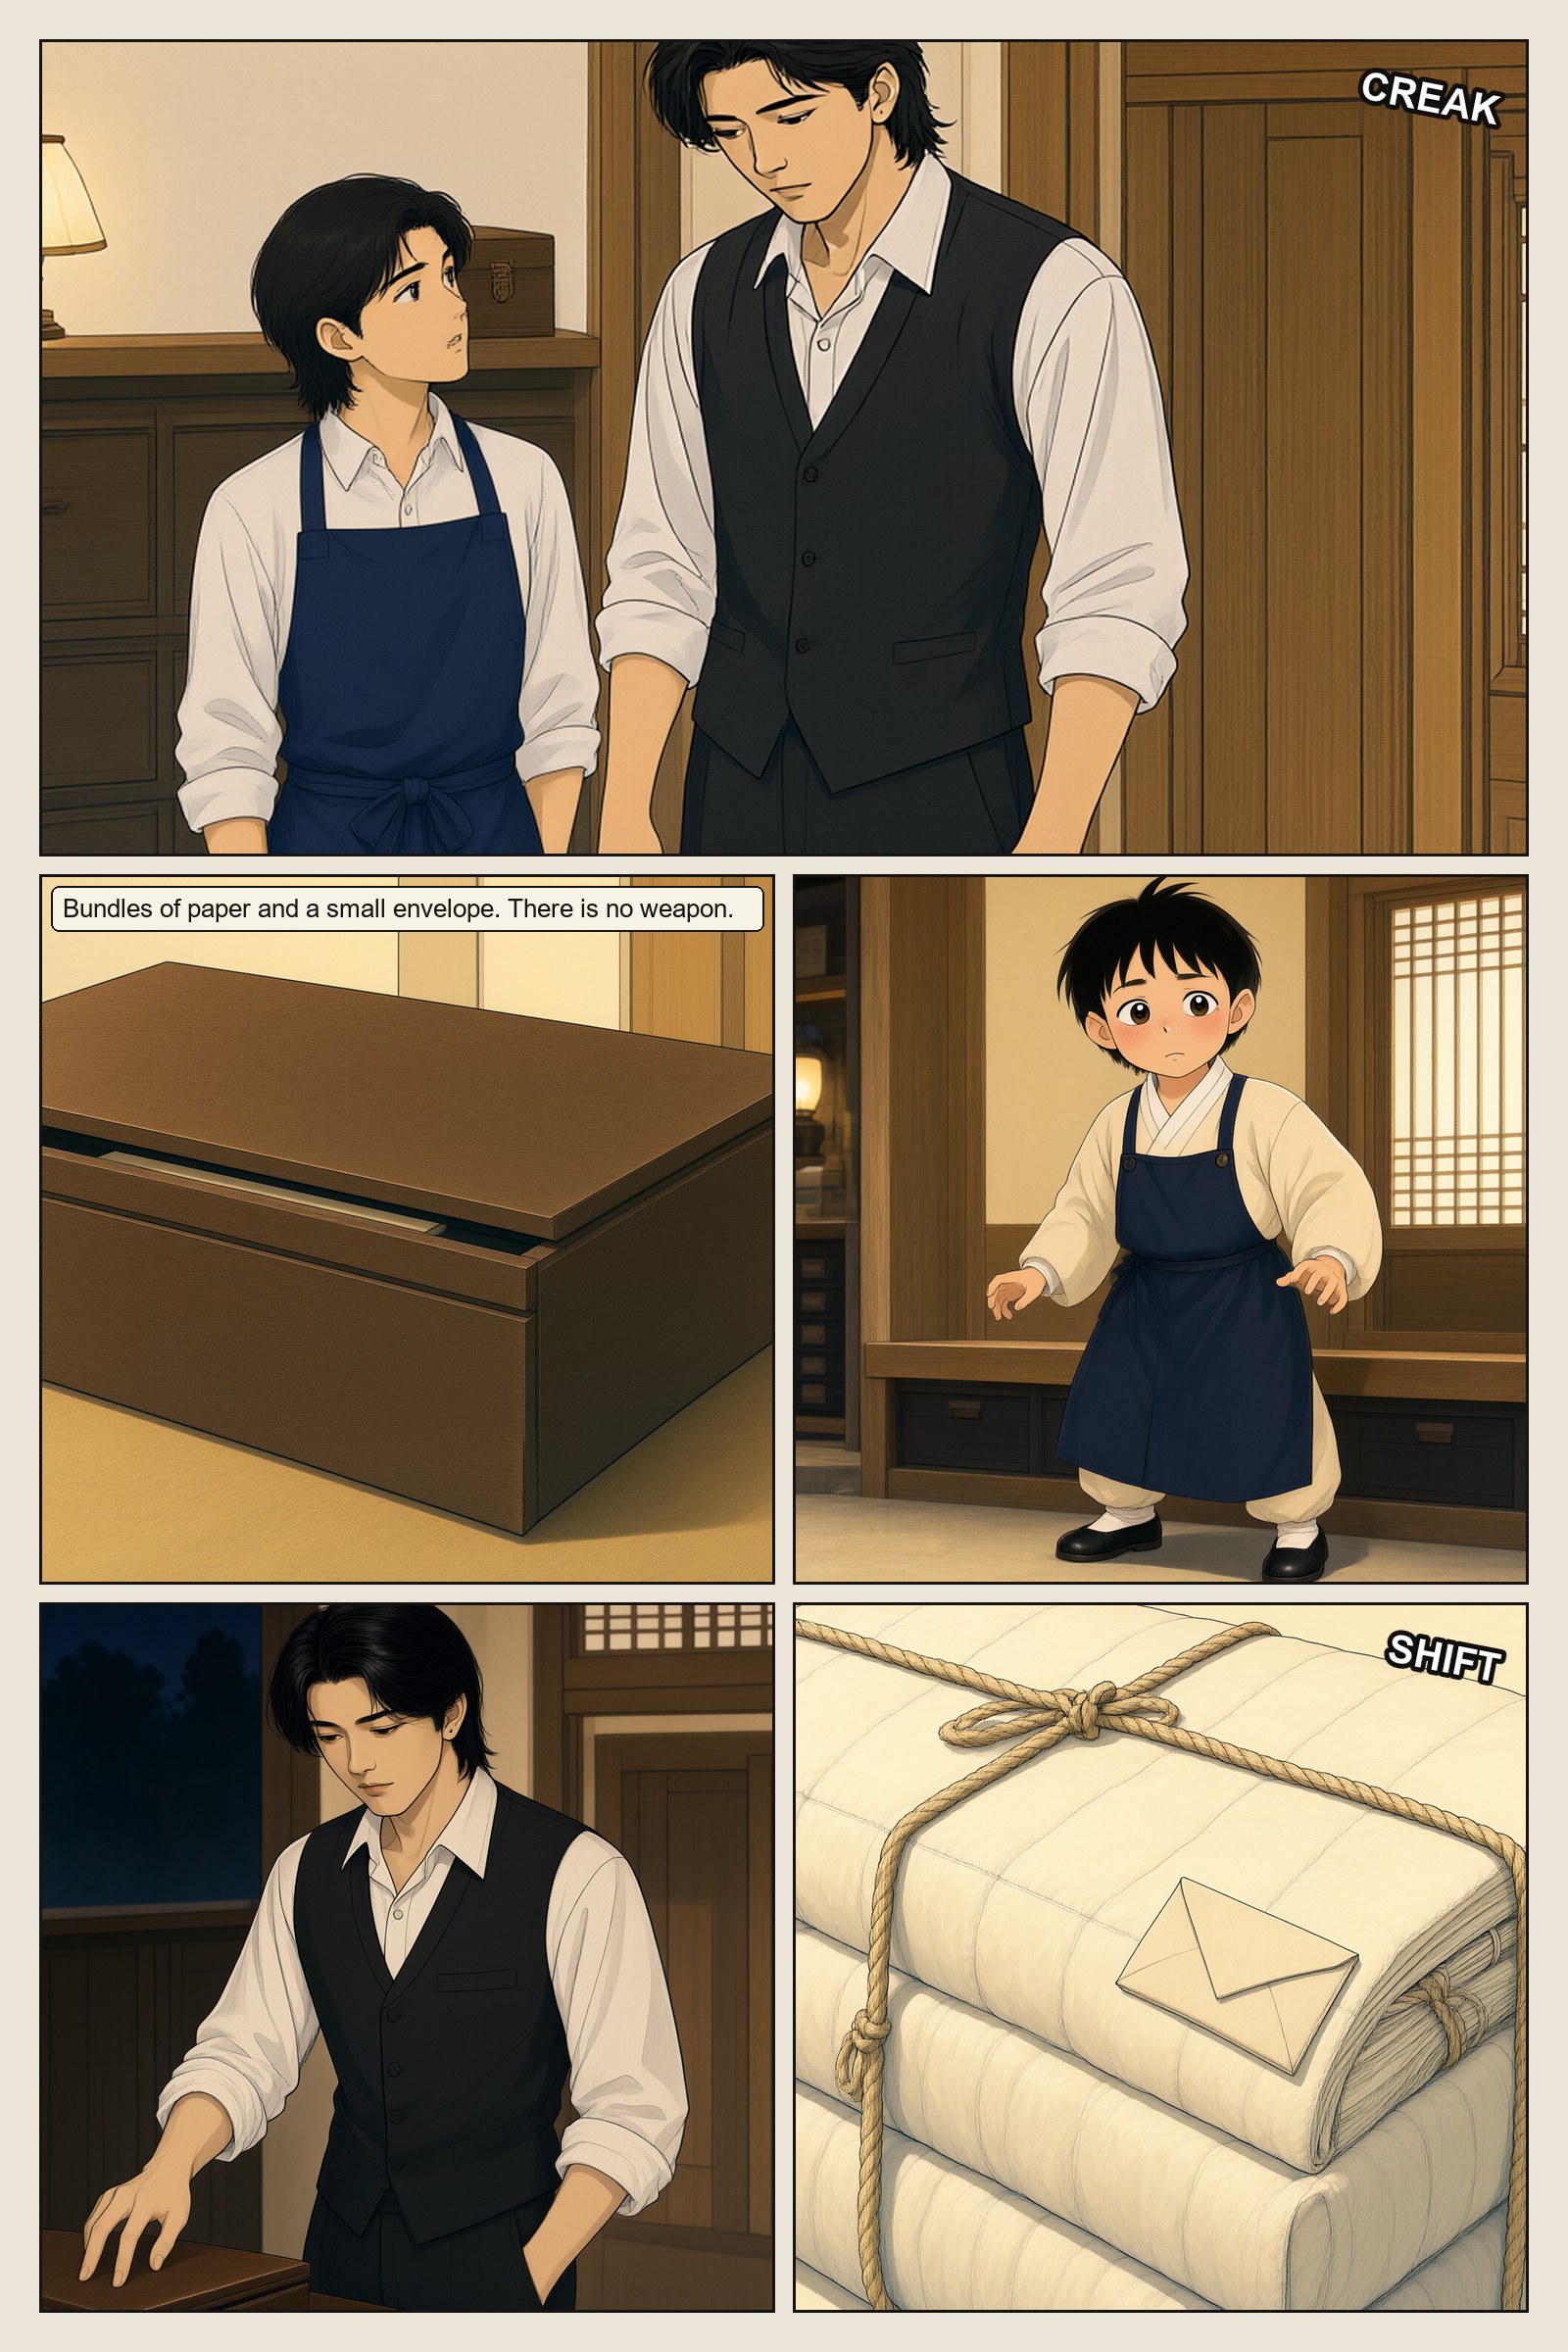 CREAK
Bundles of paper and a small envelope. There is no weapon.
SHIFT